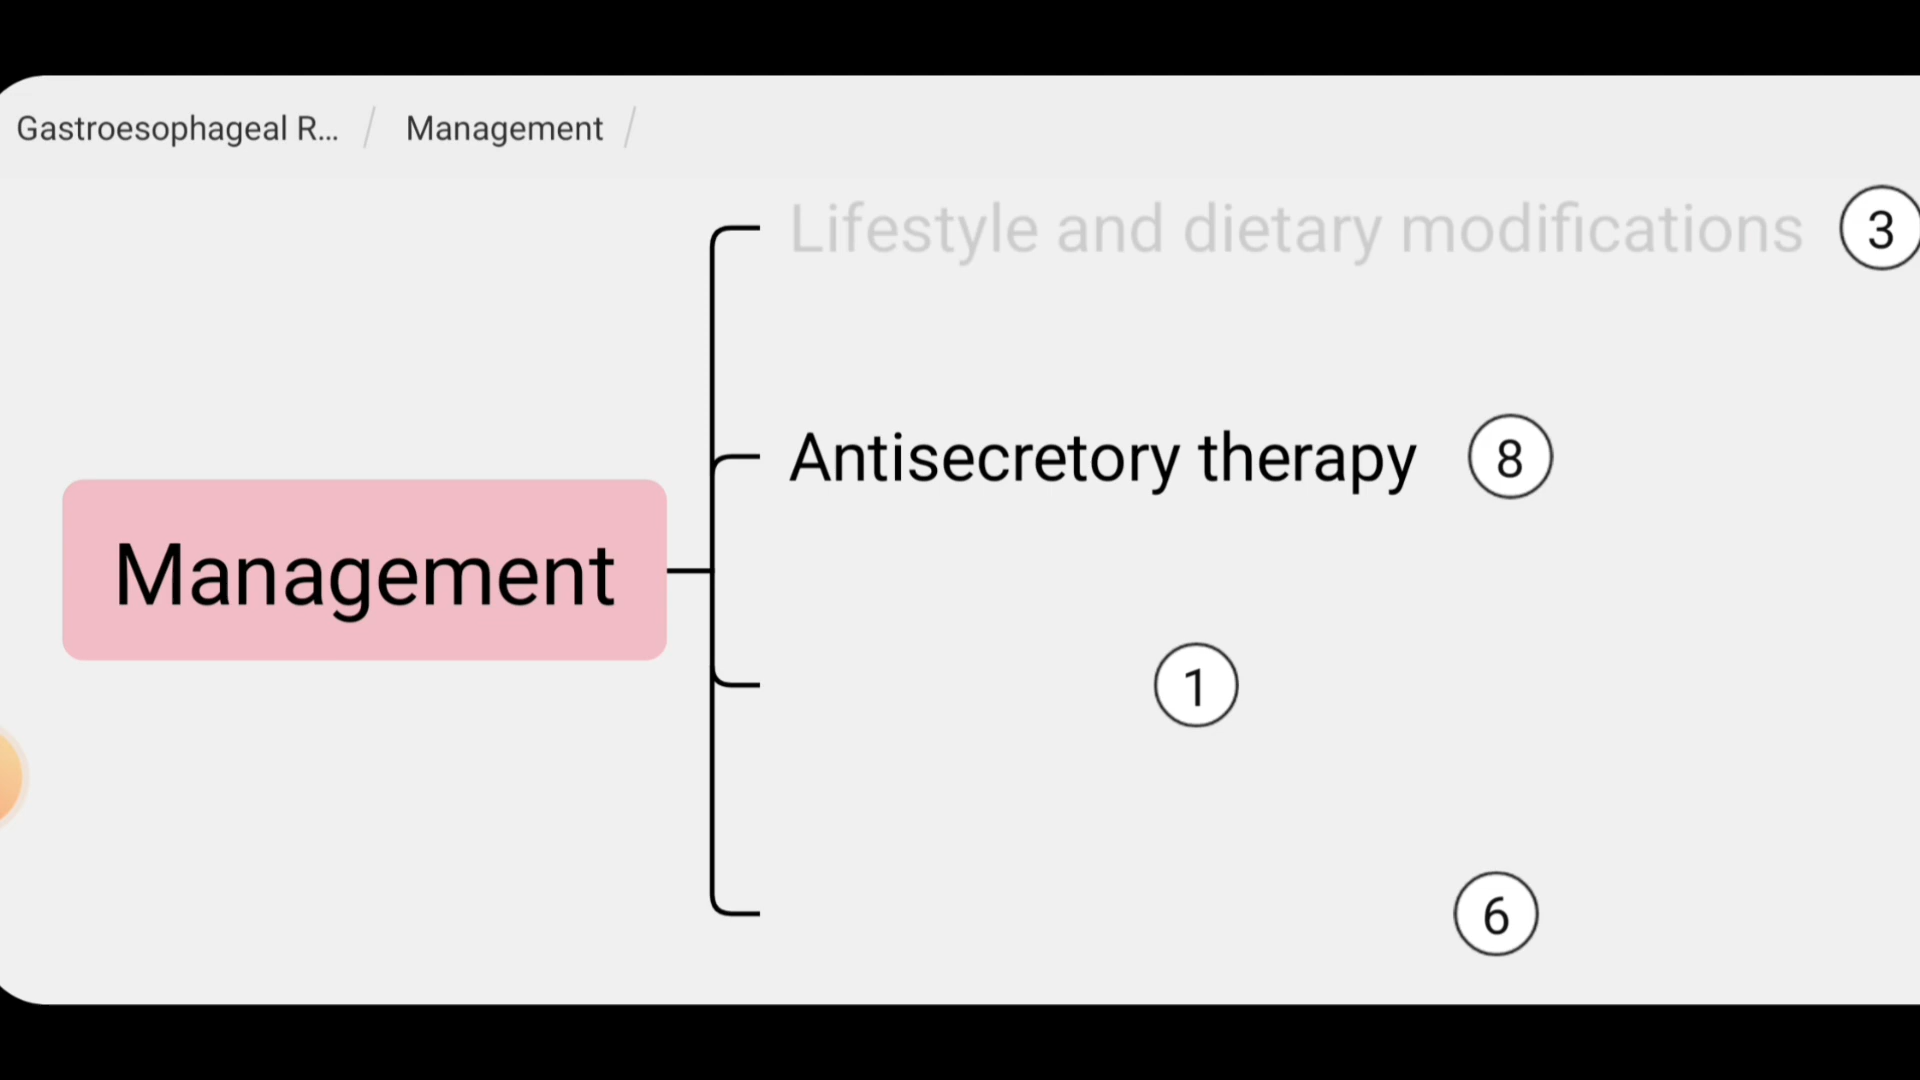 Gastroesophageal R... / Management /
Lifestyle and dietary modifications 3
Antisecretory therapy 8
Management
1
6